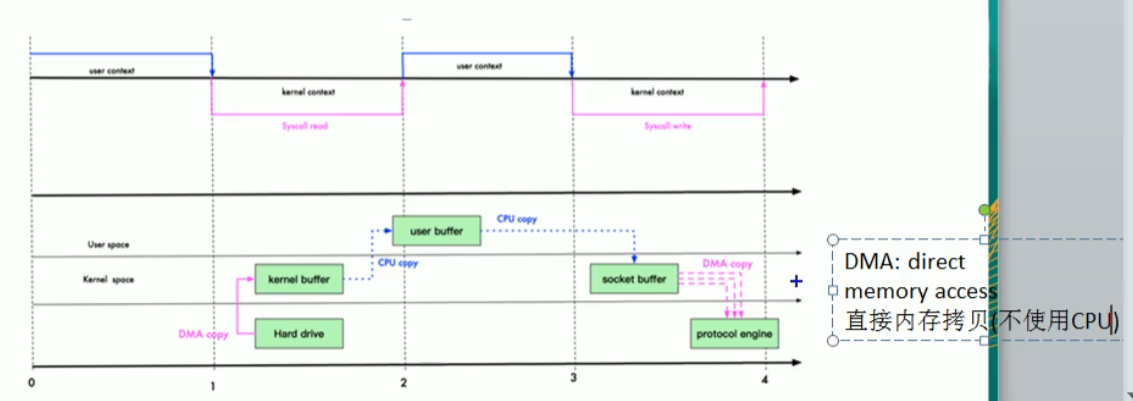 user context
user context
kernel context
kernel context
Syscall read
Syscall write
CPU copy
user buffer
User space
CPU copy
DMA copy
Kernel space
kernel buffer
socket buffer
DMA copy
Hard drive
protocol engine
0
1
2
3
4
DMA: direct
memory access
直接内存拷贝(不使用CPU)